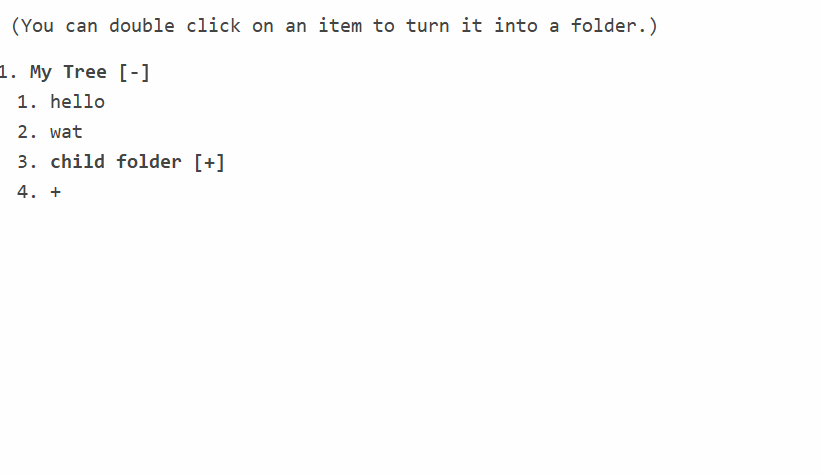 (You can double click on an item to turn it into a folder.)
1. My Tree [-]
1. hello
2. wat
3. child folder [+]
4. +